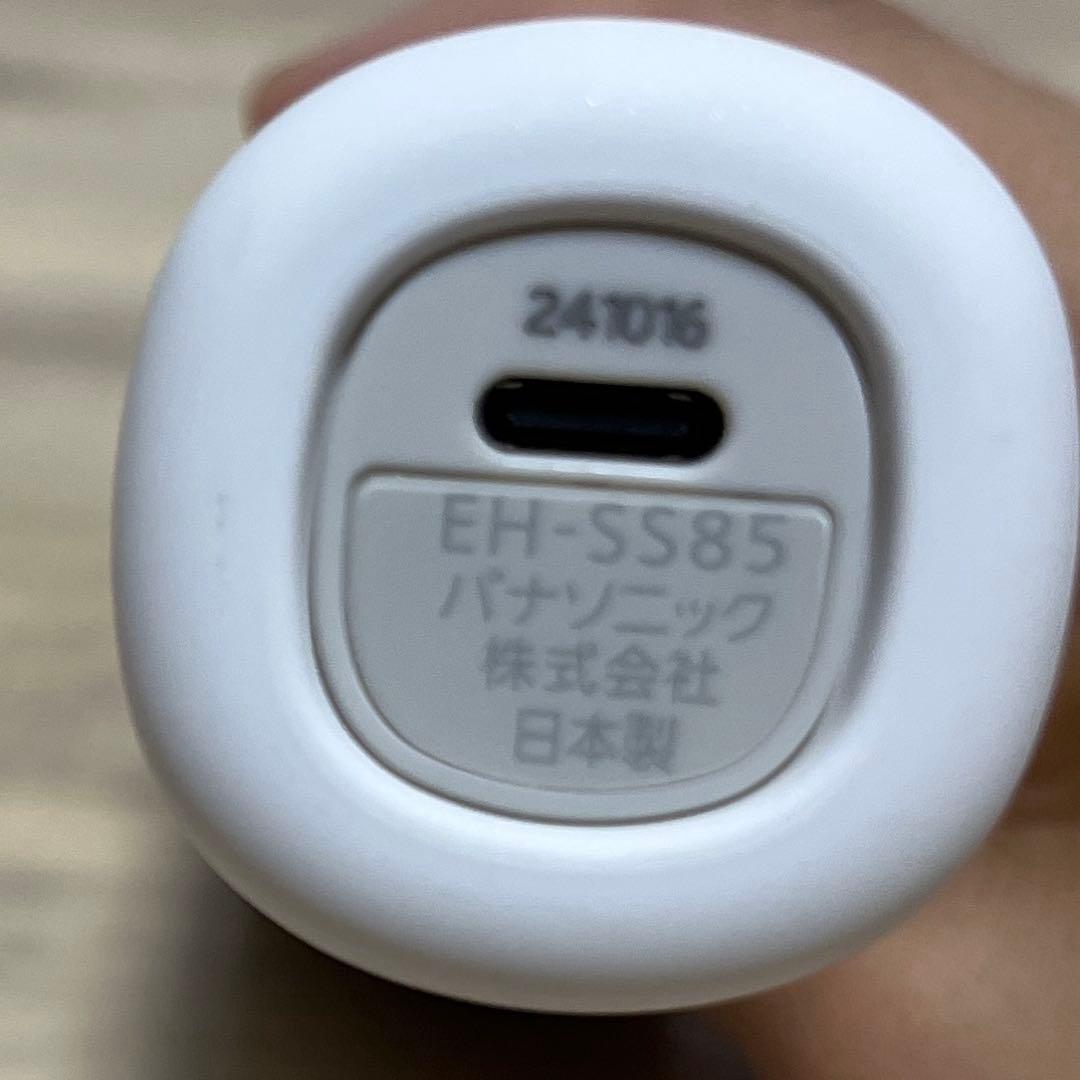 241016
EH-SS85
パナソニック
株式会社
日本製